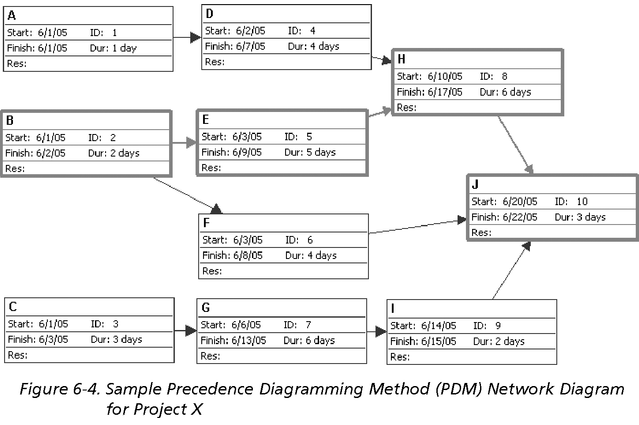 A
Start: 6/1/05 ID: 1
Finish: 6/1/05 Dur: 1 day
Res:
D
Start: 6/2/05 ID: 4
Finish: 6/7/05 Dur: 4 days
Res:
H
Start: 6/10/05 ID: 8
Finish: 6/17/05 Dur: 6 days
Res:
B
Start: 6/1/05 ID: 2
Finish: 6/2/05 Dur: 2 days
Res:
E
Start: 6/3/05 ID: 5
Finish: 6/9/05 Dur: 5 days
Res:
J
Start: 6/20/05 ID: 10
Finish: 6/22/05 Dur: 3 days
Res:
F
Start: 6/3/05 ID: 6
Finish: 6/8/05 Dur: 4 days
Res:
C
Start: 6/1/05 ID: 3
Finish: 6/3/05 Dur: 3 days
Res:
G
Start: 6/6/05 ID: 7
Finish: 6/13/05 Dur: 6 days
Res:
I
Start: 6/14/05 ID: 9
Finish: 6/15/05 Dur: 2 days
Res:
Figure 6-4. Sample Precedence Diagramming Method (PDM) Network Diagram
for Project X